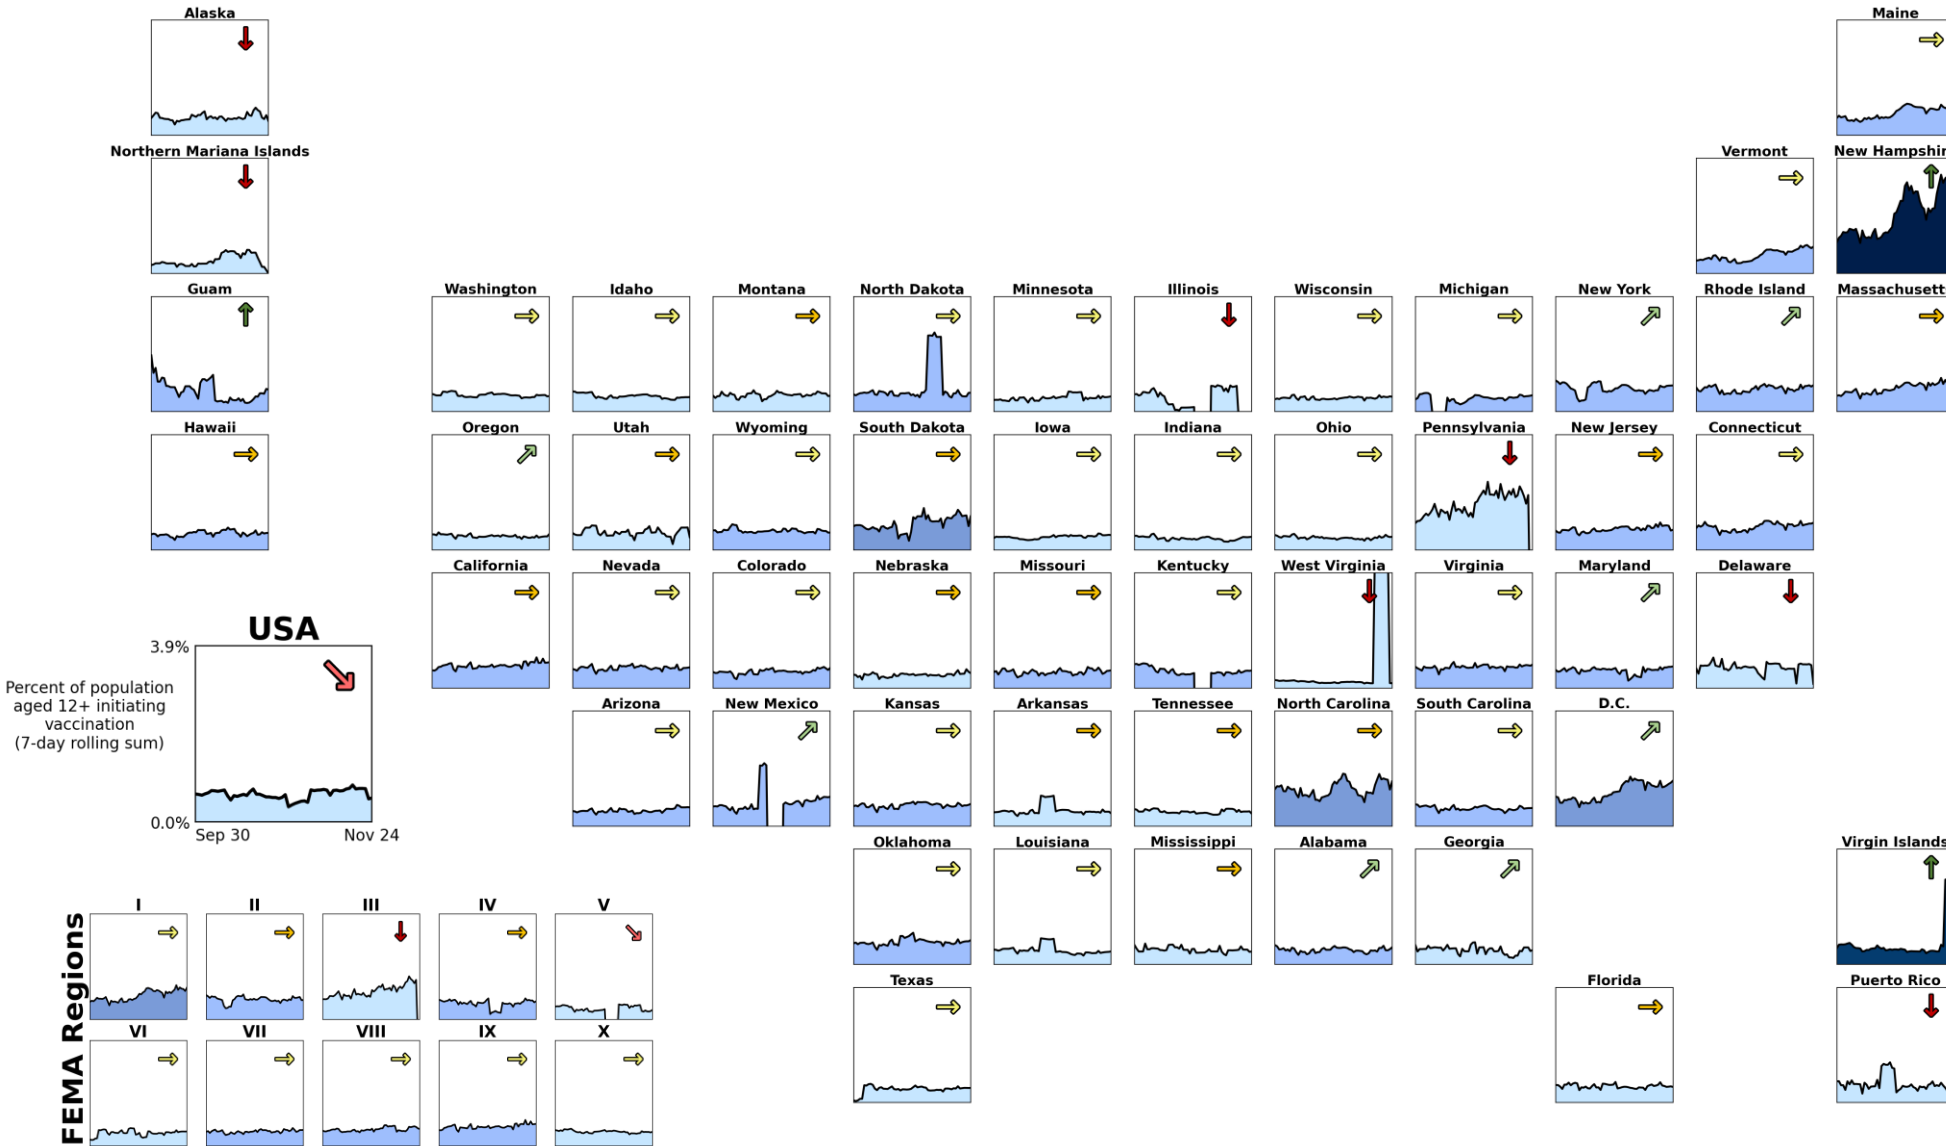 Alaska
Maine
Northern Mariana Islands
Vermont
New Hampshir
Guam
Washington
Idaho
Montana
North Dakota
Minnesota
Illinois
Wisconsin
Michigan
New York
Rhode Island
Massachusett
Hawaii
Oregon
Utah
Wyoming
South Dakota
Iowa
Indiana
Ohio
Pennsylvania
New Jersey
Connecticut
California
Nevada
Colorado
Nebraska
Missouri
Kentucky
West Virginia
Virginia
Maryland
Delaware
USA
3.9%
Percent of population
aged 12+ initiating
vaccination
(7-day rolling sum)
0.0%
Sep 30
Nov 24
Arizona
New Mexico
Kansas
Arkansas
Tennessee
North Carolina
South Carolina
D.C.
Oklahoma
Louisiana
Mississippi
Alabama
Georgia
Virgin Islands
Texas
Florida
Puerto Rico
FEMA Regions
I
II
III
IV
V
VI
VII
VIII
IX
X